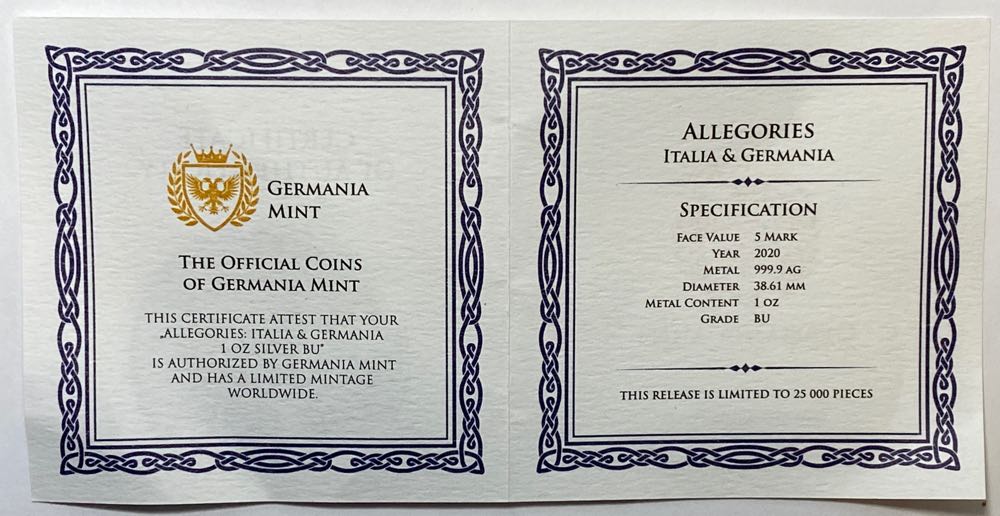 GERMANIA
MINT
THE OFFICIAL COINS
OF GERMANIA MINT
THIS CERTIFICATE ATTEST THAT YOUR
„ALLEGORIES: ITALIA & GERMANIA
1 OZ SILVER BU"
IS AUTHORIZED BY GERMANIA MINT
AND HAS A LIMITED MINTAGE
WORLDWIDE.
ALLEGORIES
ITALIA & GERMANIA
SPECIFICATION
FACE VALUE 5 MARK
YEAR 2020
METAL 999.9 AG
DIAMETER 38.61 MM
METAL CONTENT 1 OZ
GRADE BU
THIS RELEASE IS LIMITED TO 25 000 PIECES